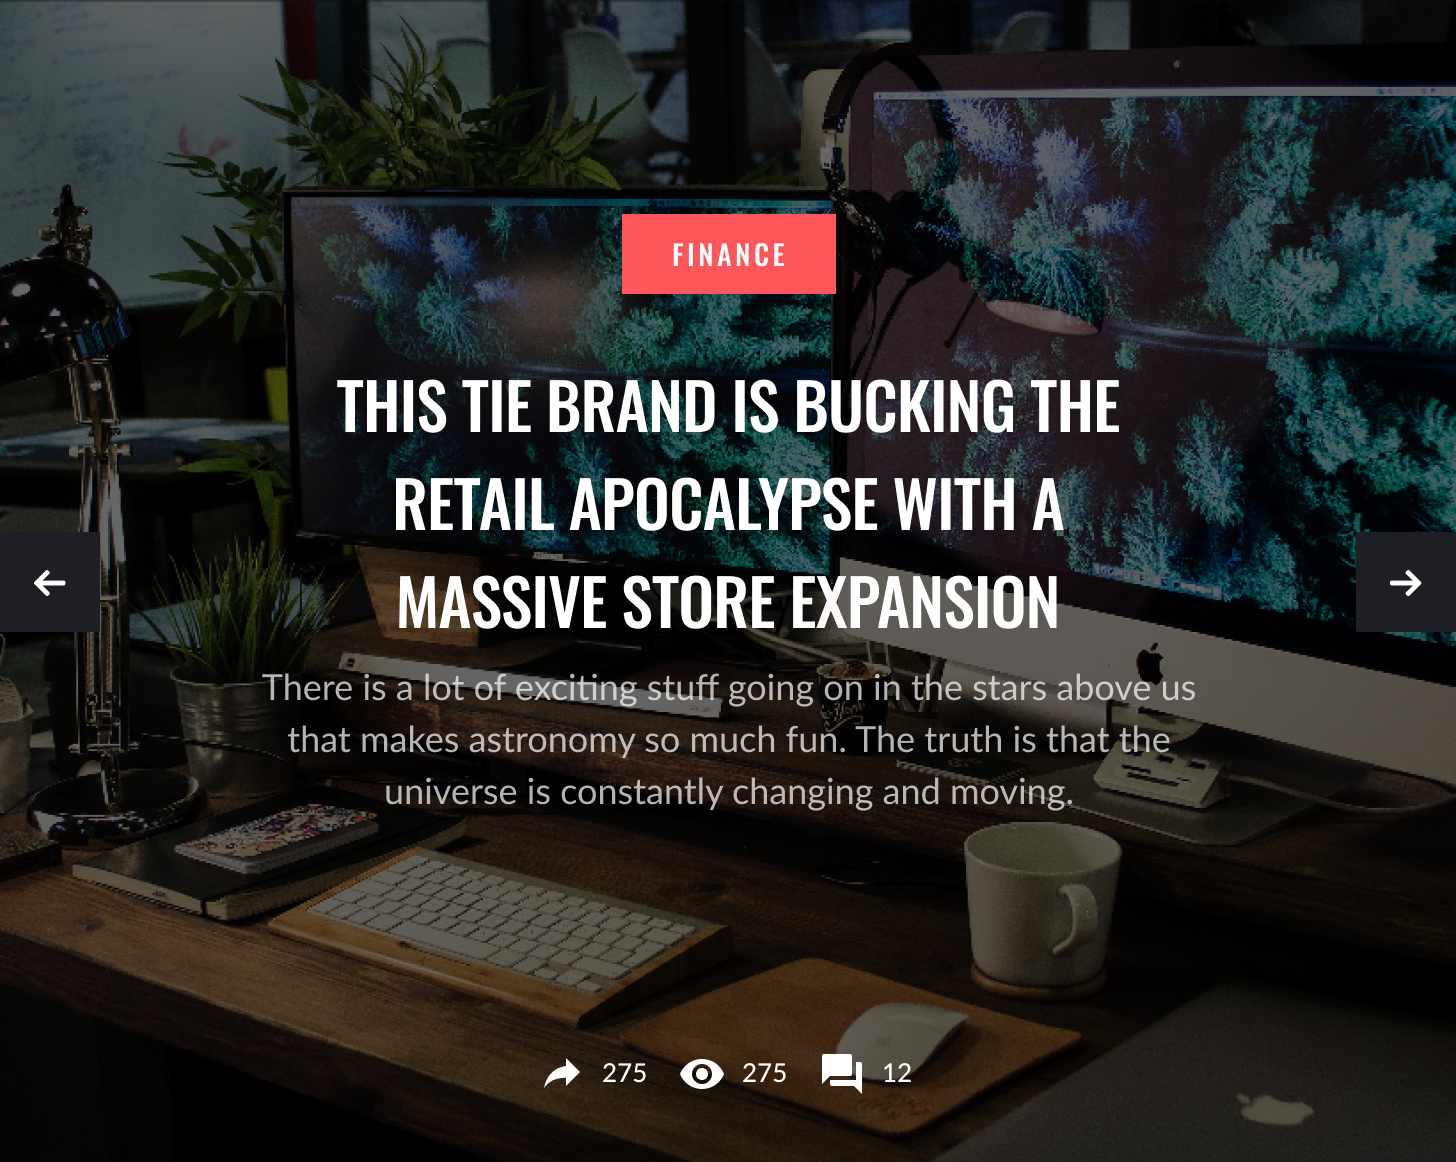 FINANCE
THIS TIE BRAND IS BUCKING THE
RETAIL APOCALYPSE WITH A
MASSIVE STORE EXPANSION
There is a lot of exciting stuff going on in the stars above us
that makes astronomy so much fun. The truth is that the
universe is constantly changing and moving.
275 275 12